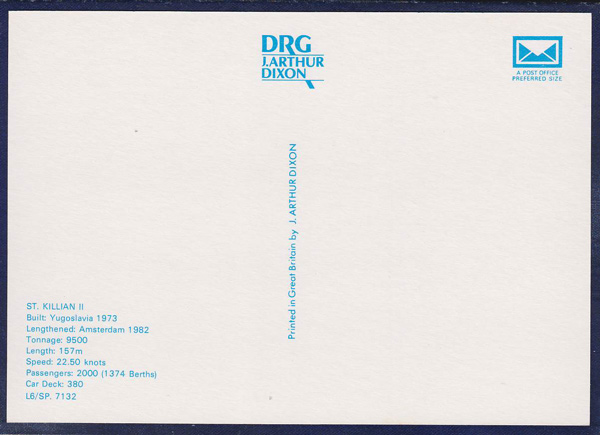 DRG
J.ARTHUR
DIXON
A POST OFFICE
PREFERRED SIZE
Printed in Great Britain by J. ARTHUR DIXON
ST. KILLIAN II
Built: Yugoslavia 1973
Lengthened: Amsterdam 1982
Tonnage: 9500
Length: 157m
Speed: 22.50 knots
Passengers: 2000 (1374 Berths)
Car Deck: 380
L6/SP. 7132